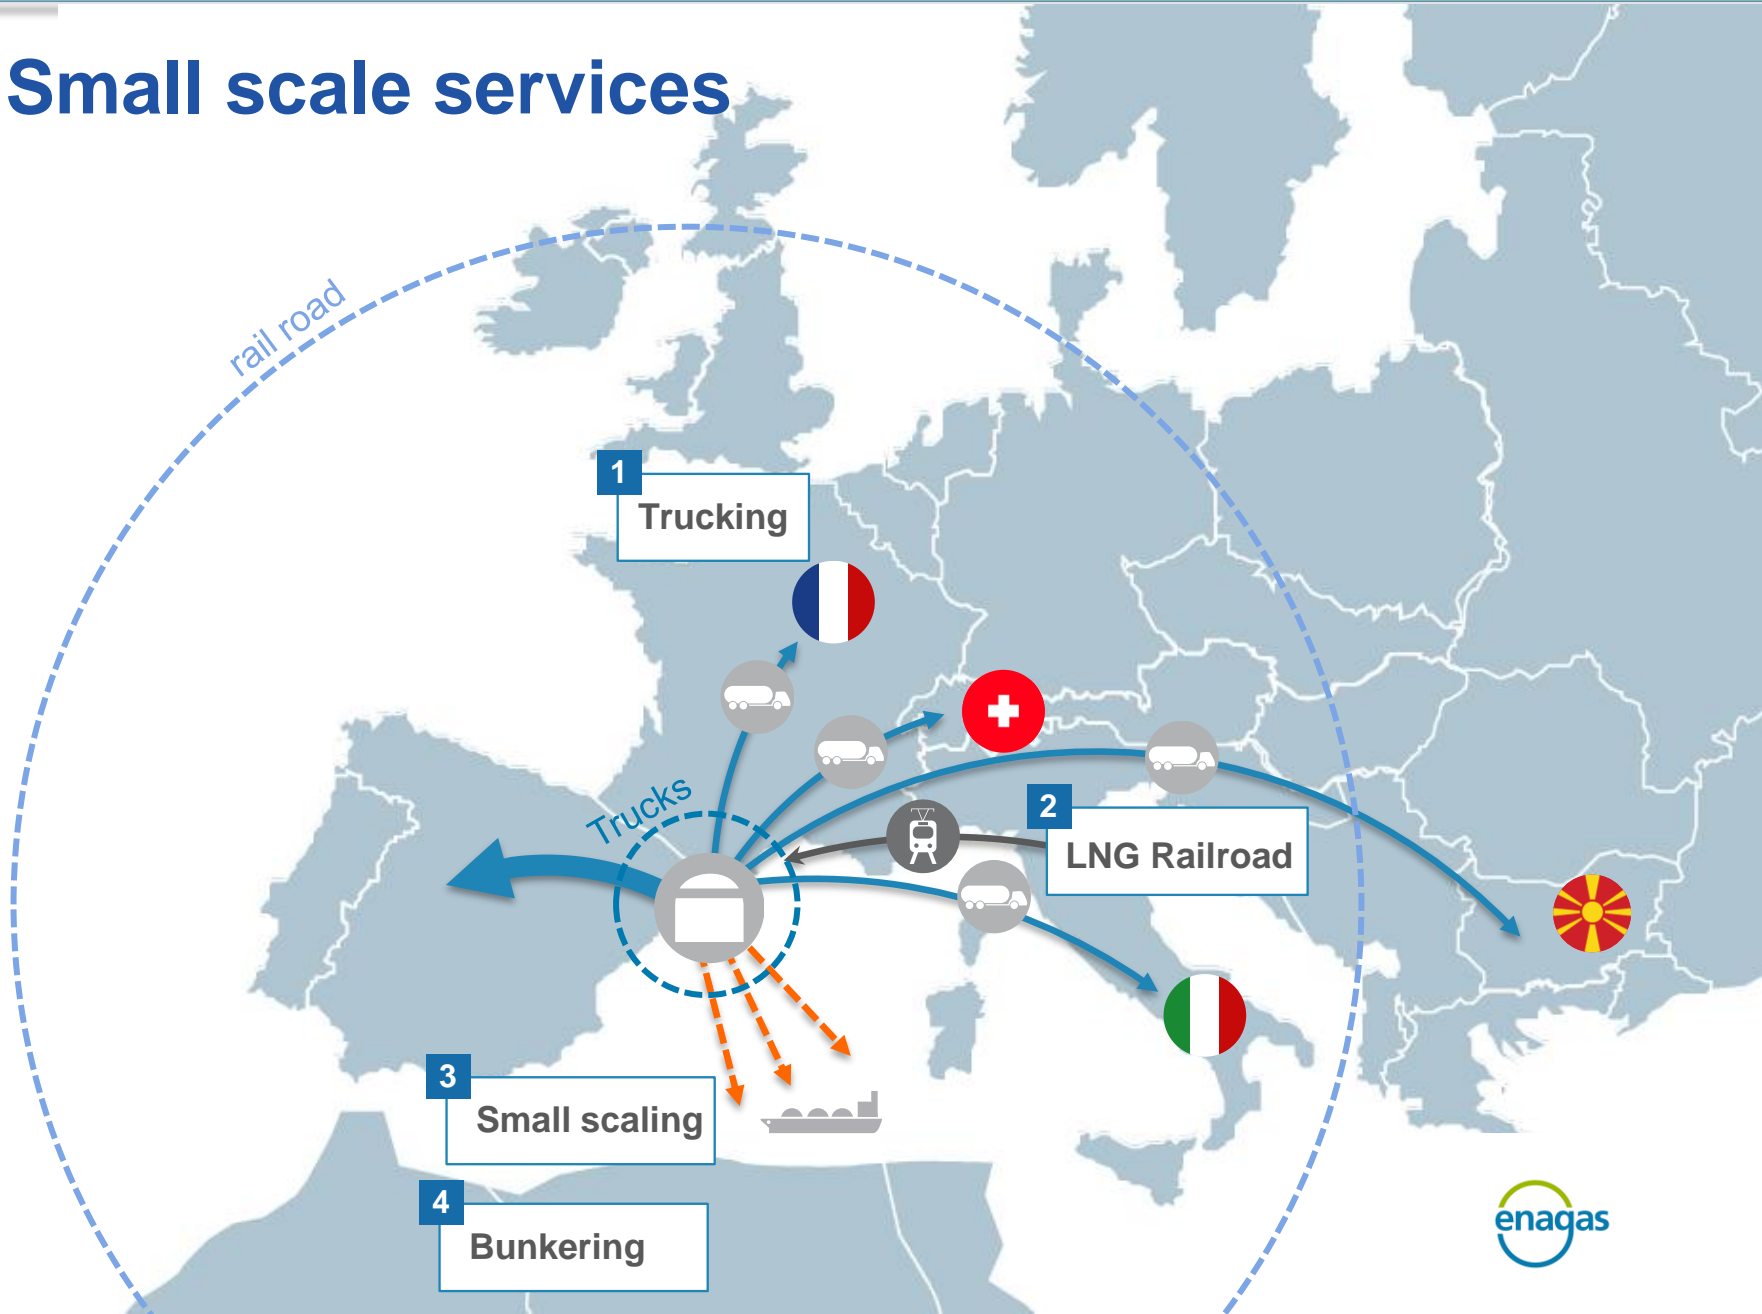 Small scale services
rail road
1
Trucking
Trucks
2
LNG Railroad
3
Small scaling
4
Bunkering
enagas